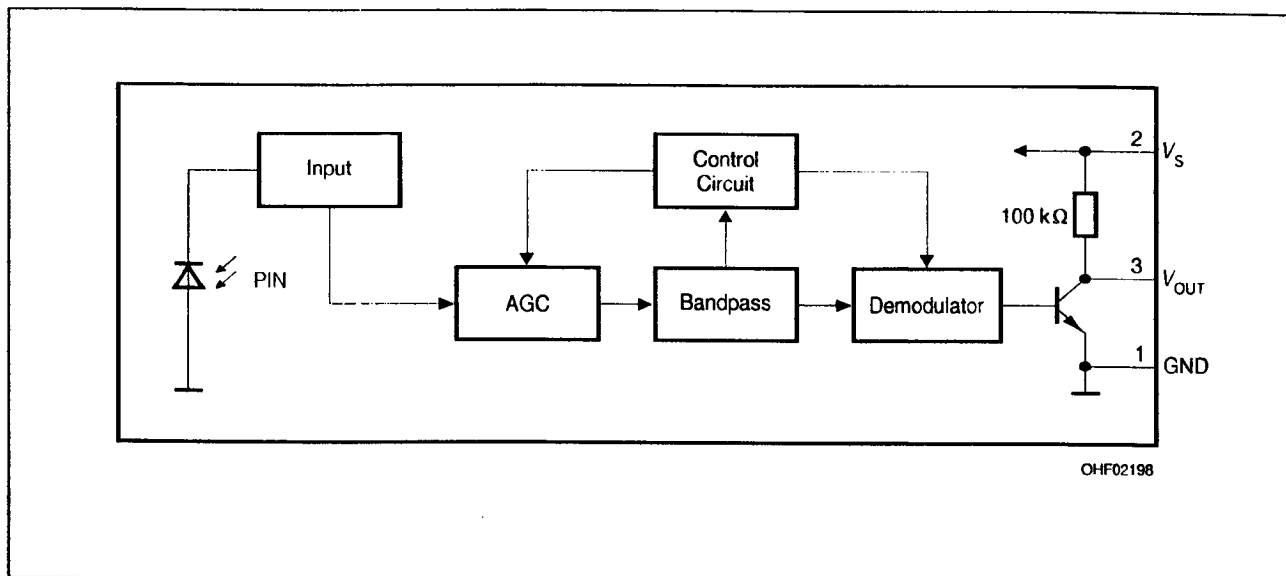 Input
Control
Circuit
2
V_S
100 kΩ
PIN
AGC
Bandpass
Demodulator
3
V_OUT
1
GND
OHF02198